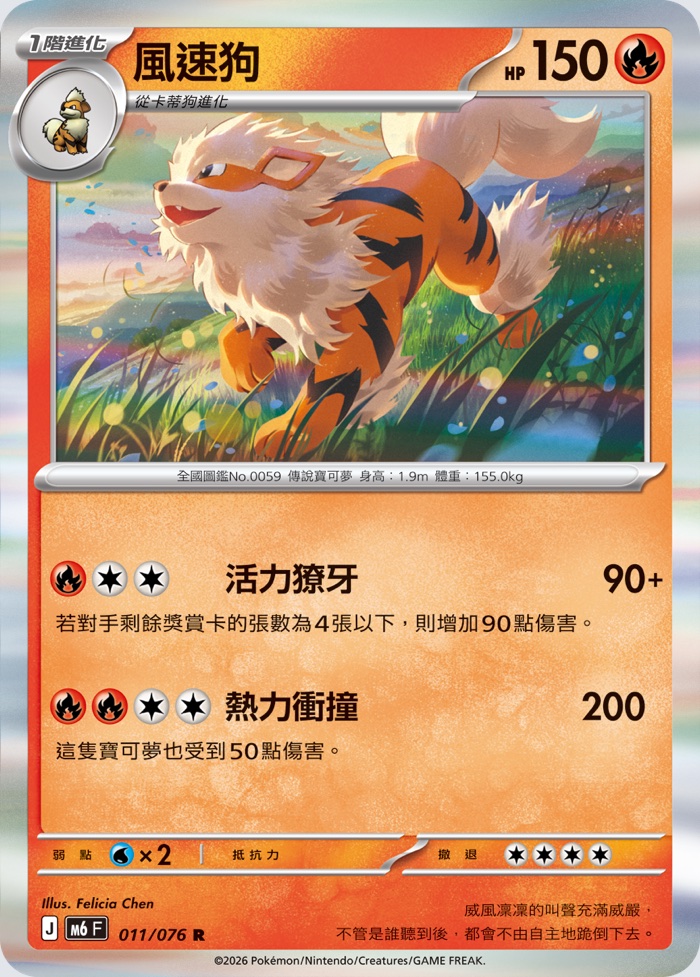 1階進化
風速狗
HP 150
從卡蒂狗進化
全國圖鑑No.0059 傳說寶可夢 身高：1.9m 體重：155.0kg
活力獠牙 90+
若對手剩餘獎賞卡的張數為4張以下，則增加90點傷害。
熱力衝撞 200
這隻寶可夢也受到50點傷害。
弱點 ×2 抵抗力 撤退
Illus. Felicia Chen
威風凜凜的叫聲充滿威嚴，
J M6 F 011/076 R
不管是誰聽到後，都會不由自主地跪倒下去。
©2026 Pokémon/Nintendo/Creatures/GAME FREAK.